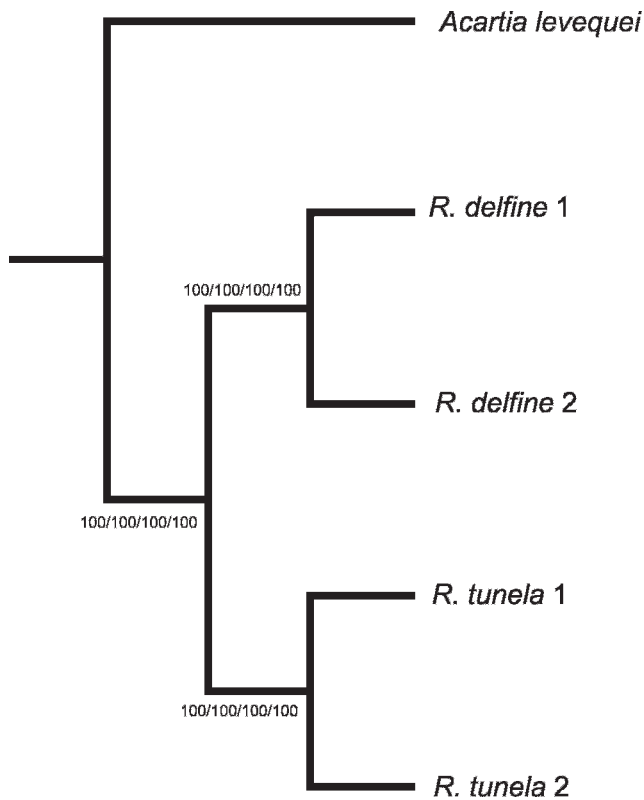 Acartia levequei
R. delfine 1
100/100/100/100
R. delfine 2
100/100/100/100
R. tunela 1
100/100/100/100
R. tunela 2